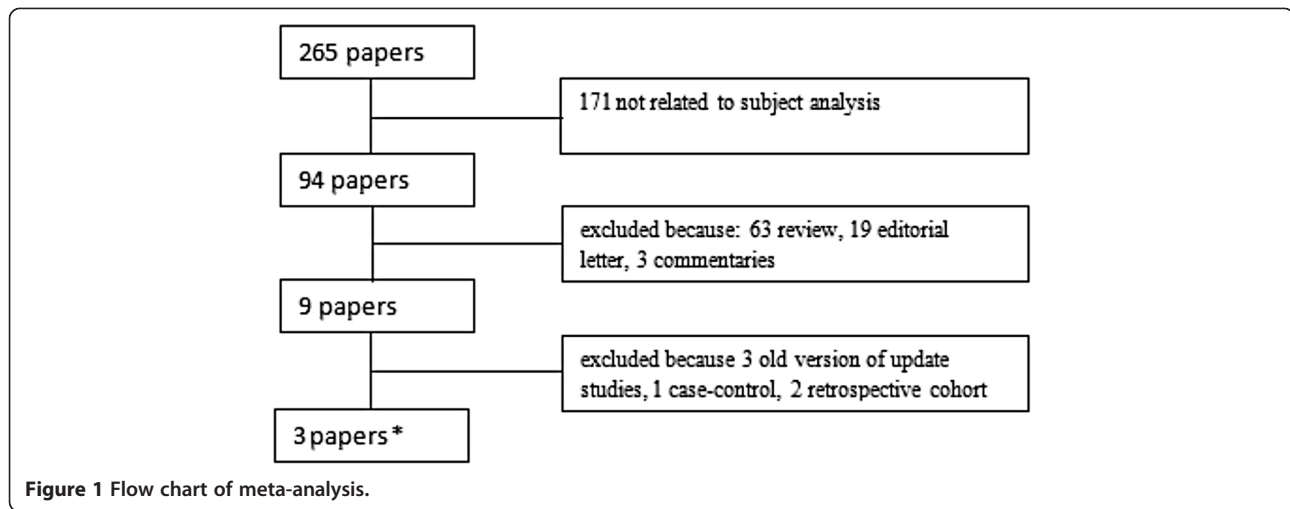 265 papers
171 not related to subject analysis
94 papers
excluded because: 63 review, 19 editorial
letter, 3 commentaries
9 papers
excluded because 3 old version of update
studies, 1 case-control, 2 retrospective cohort
3 papers*
Figure 1 Flow chart of meta-analysis.